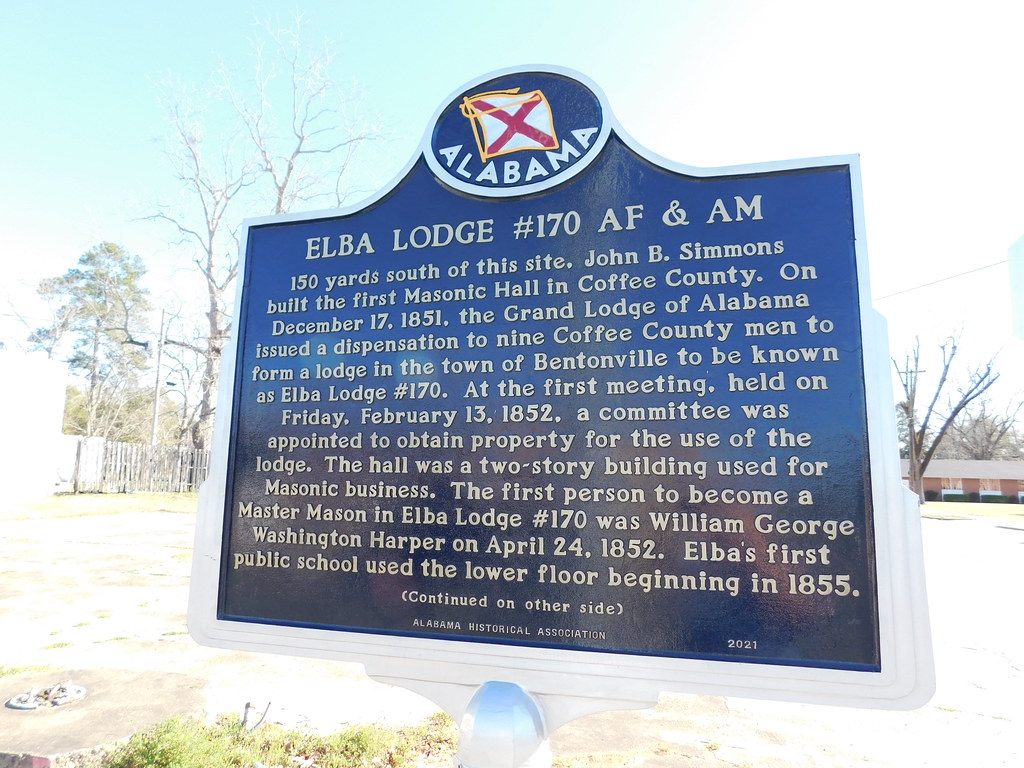 ALABAMA
ELBA LODGE #170 AF & AM
150 yards south of this site, John B. Simmons
built the first Masonic Hall in Coffee County. On
December 17, 1851, the Grand Lodge of Alabama
issued a dispensation to nine Coffee County men to
form a lodge in the town of Bentonville to be known
as Elba Lodge #170. At the first meeting, held on
Friday, February 13, 1852, a committee was
appointed to obtain property for the use of the
lodge. The hall was a two-story building used for
Masonic business. The first person to become a
Master Mason in Elba Lodge #170 was William George
Washington Harper on April 24, 1852. Elba's first
public school used the lower floor beginning in 1855.
(Continued on other side)
ALABAMA HISTORICAL ASSOCIATION
2021